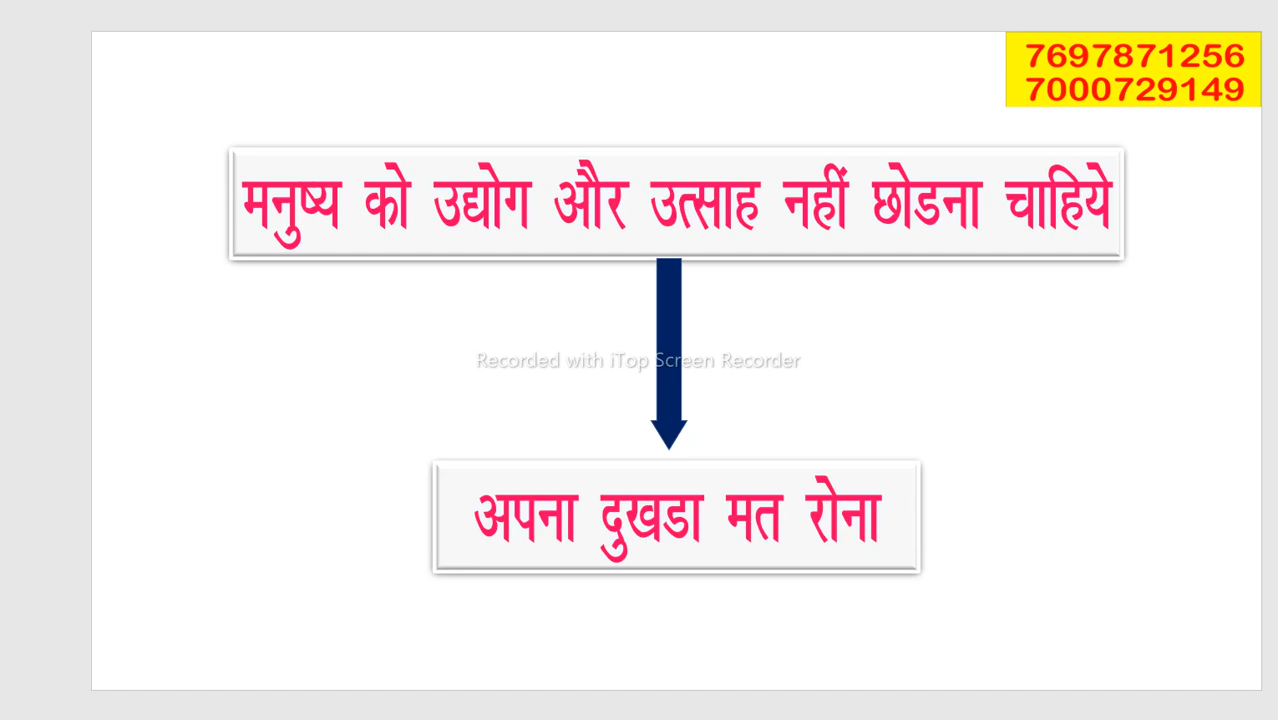 7697871256
7000729149
मनुष्य को उद्योग और उत्साह नहीं छोडना चाहिये
Recorded with iTop Screen Recorder
अपना दुखडा मत रोना